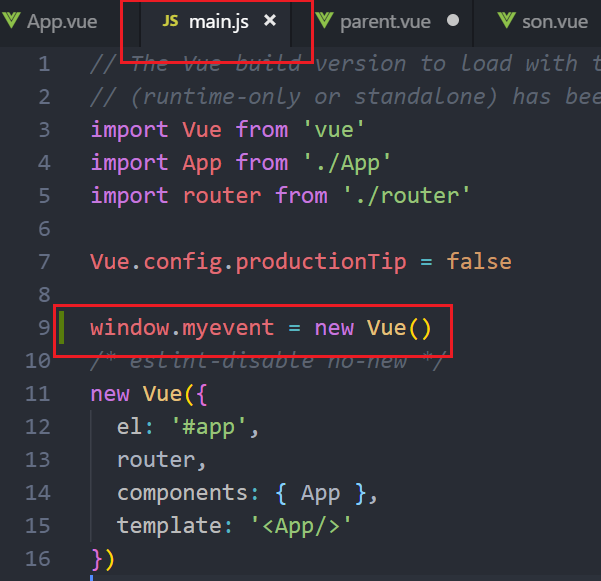 App.vue JS main.js × parent.vue son.vue
1 // The Vue build version to load with t
2 // (runtime-only or standalone) has bee
3 import Vue from 'vue'
4 import App from './App'
5 import router from './router'
6
7 Vue.config.productionTip = false
8
9 window.myevent = new Vue()
10 /* eslint-disable no-new */
11 new Vue({
12 el: '#app',
13 router,
14 components: { App },
15 template: '<App/>'
16 })